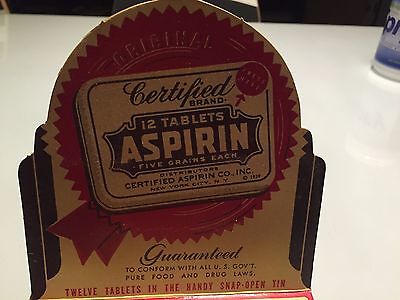 ORIGINAL
Certified
BRAND
12 TABLETS
ASPIRIN
FIVE GRAINS EACH
DISTRIBUTORS
CERTIFIED ASPIRIN CO., INC.
NEW YORK CITY, N.Y.
Guaranteed
TO CONFORM WITH ALL U.S. GOV'T.
PURE FOOD AND DRUG LAWS.
TWELVE TABLETS IN THE HANDY SNAP-OPEN TIN